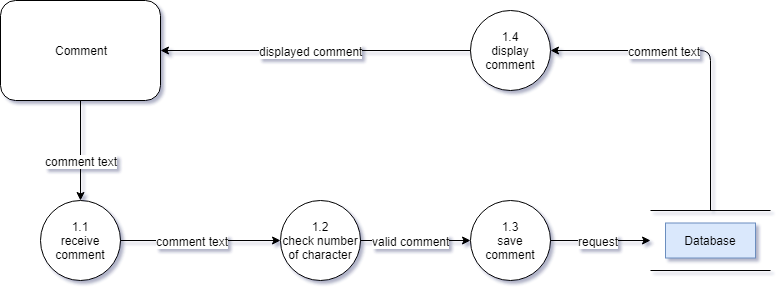 Comment
displayed comment
1.4
display
comment
comment text
comment text
1.1
receive
comment
comment text
1.2
check number
of character
valid comment
1.3
save
comment
request
Database